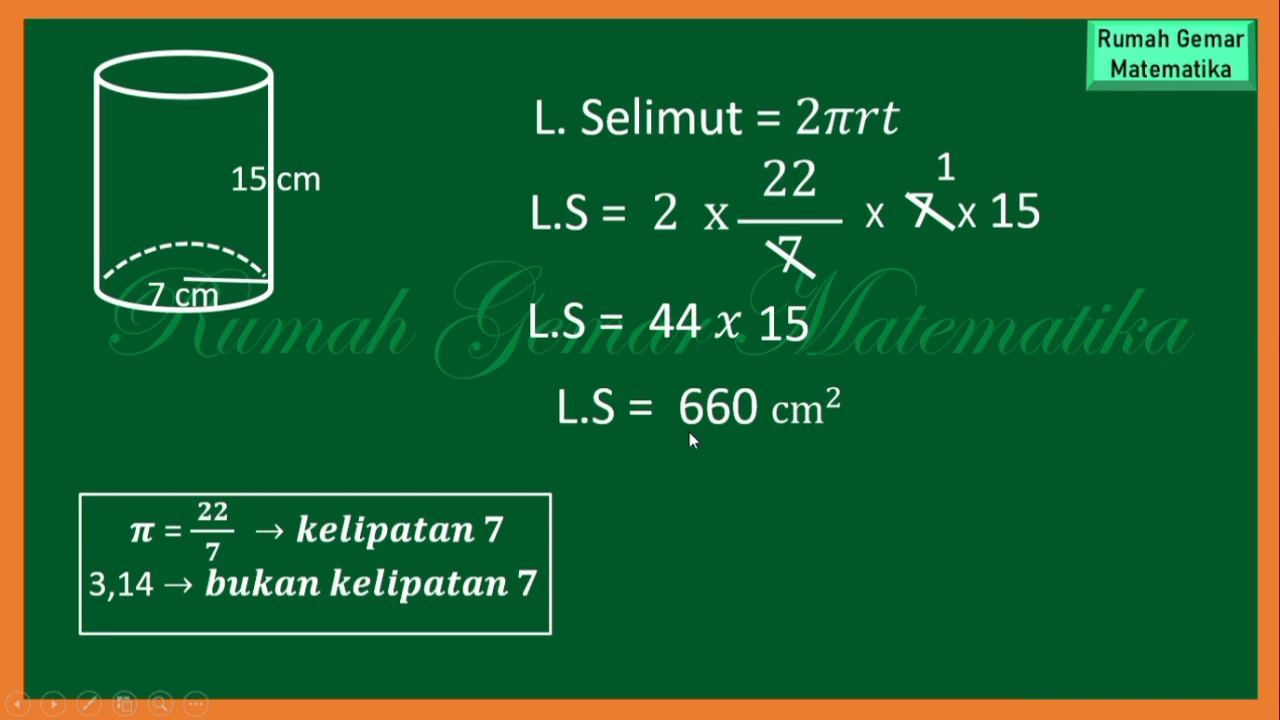 Rumah Gemar
Matematika
15 cm
7 cm
L. Selimut = 2πrt
LS = 2 x 22/7 x 7 1 x 15
L.S = 44 x 15
L.S = 660 cm²
π = 22/7 → kelipatan 7
3,14 → bukan kelipatan 7
Rumah Gemar Matematika